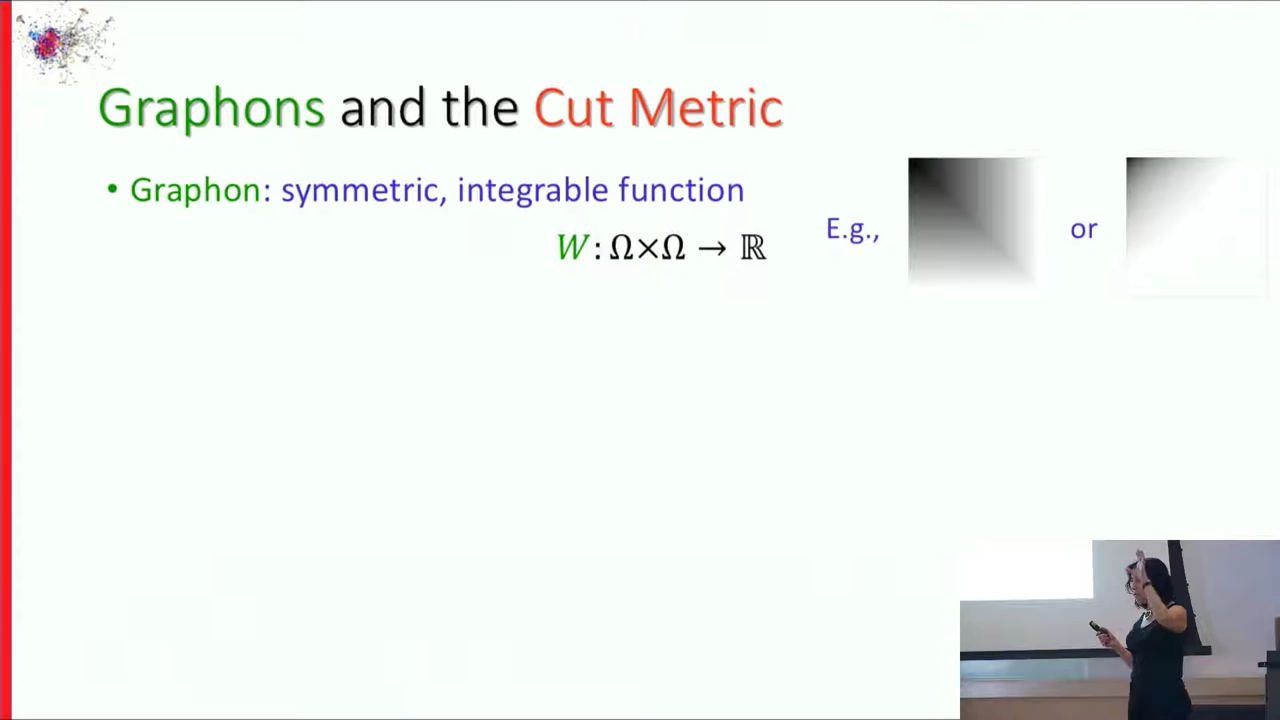 Graphons and the Cut Metric
• Graphon: symmetric, integrable function
W: Ω×Ω → ℝ
E.g.,
or